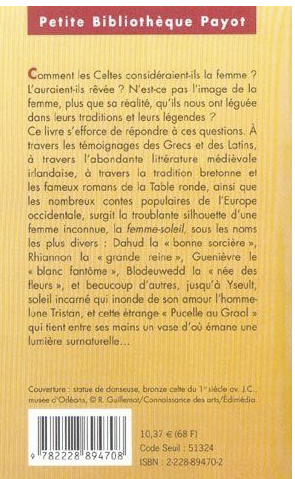 Petite Bibliothèque Payot
Comment les Celtes considéraient-ils la femme ?
L'auraient-ils rêvée ? N'est-ce pas l'image de la
femme, plus que sa réalité, qu'ils nous ont léguée
dans leurs traditions et leurs légendes ?
Ce livre s'efforce de répondre à ces questions. À
travers les témoignages des Grecs et des Latins,
à travers l'abondante littérature médiévale
irlandaise, à travers la tradition bretonne et
les fameux romans de la Table ronde, ainsi que
les nombreux contes populaires de l'Europe
occidentale, surgit la troublante silhouette d'une
femme inconnue, la femme-soleil, sous les noms
les plus divers : Dahud la « bonne sorcière »,
Rhiannon la « grande reine », Guenièvre le
« blanc fantôme », Blodeuwedd la « née des
fleurs », et beaucoup d'autres, jusqu'à Yseult,
soleil incarné qui inonde de son amour l'homme-
lune Tristan, et cette étrange « Pucelle au Graal »
qui tient entre ses mains un vase d'où émane une
lumière surnaturelle...
Couverture : statue de danseuse, bronze celte du 1er siècle av. J.C.,
musée d'Orléans, © R. Guillemot/Connaissance des arts/Édimédia.
10,37 € (68 F)
Code Seuil : 51324
ISBN : 2-228-89470-2
9 782228 894708